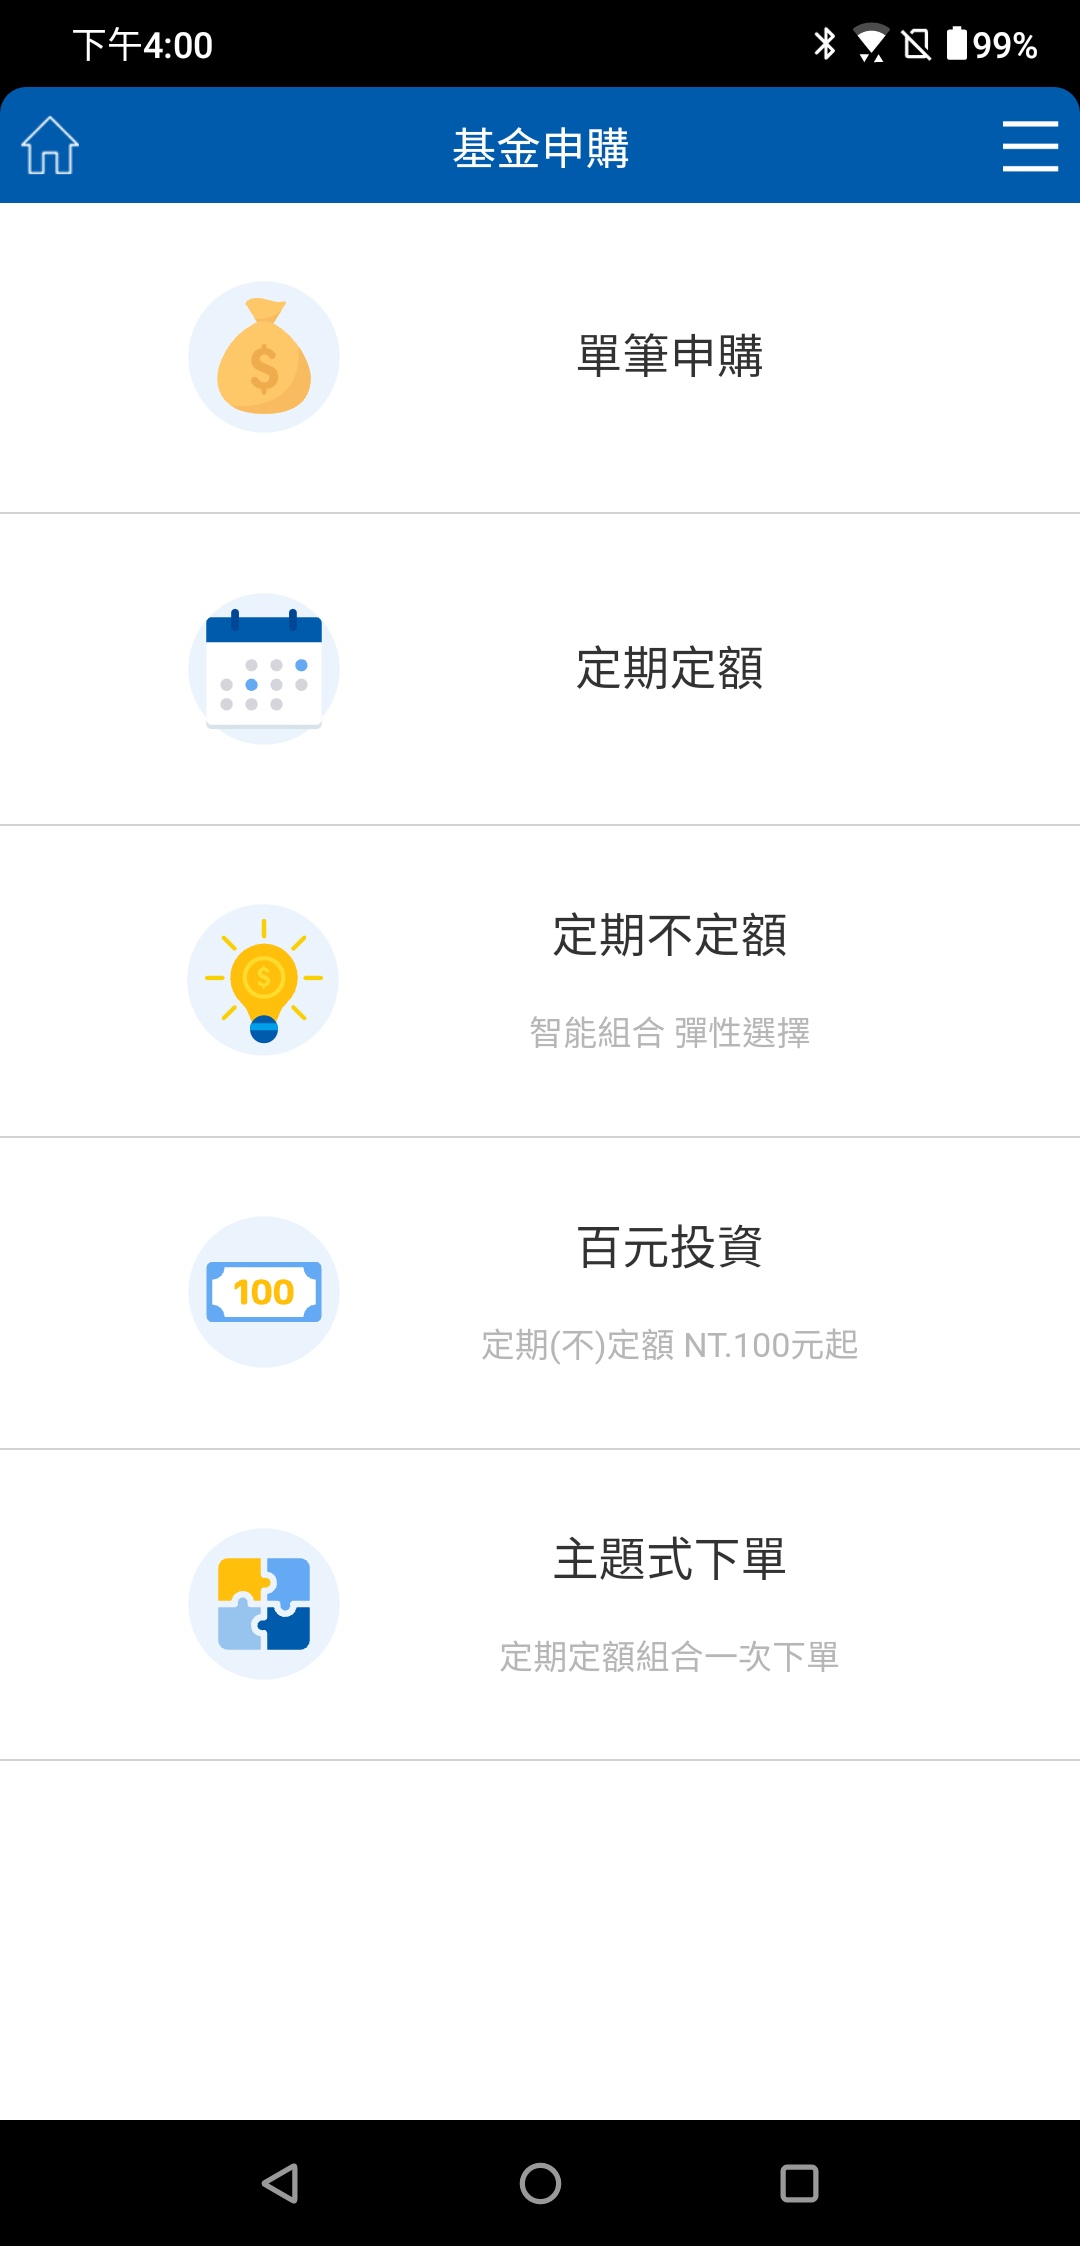 下午4:00
99%
基金申購
單筆申購
定期定額
定期不定額
智能組合 彈性選擇
百元投資
100
定期(不)定額 NT.100元起
主題式下單
定期定額組合一次下單